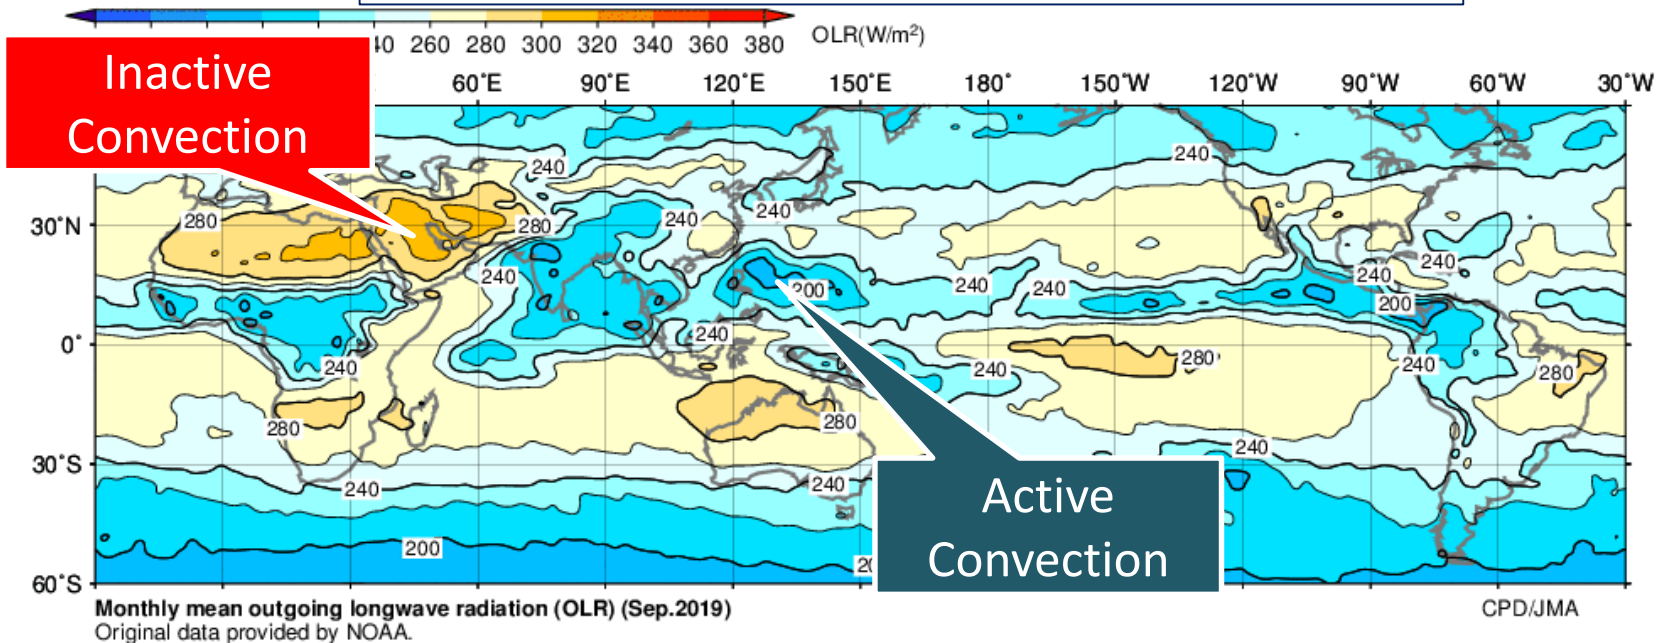 40 260 280 300 320 340 360 380 OLR(W/m²)
Inactive
Convection
60°E 90°E 120°E 150°E 180° 150°W 120°W 90°W 60°W 30°W
240 240
280 240 240
30°N
280
240 240
240 240 240
200 200
240
0°
240 240 280 240 280
280 280
240
30°S
240 240
Active
Convection
200
20
60°S
Monthly mean outgoing longwave radiation (OLR) (Sep.2019) CPD/JMA
Original data provided by NOAA.